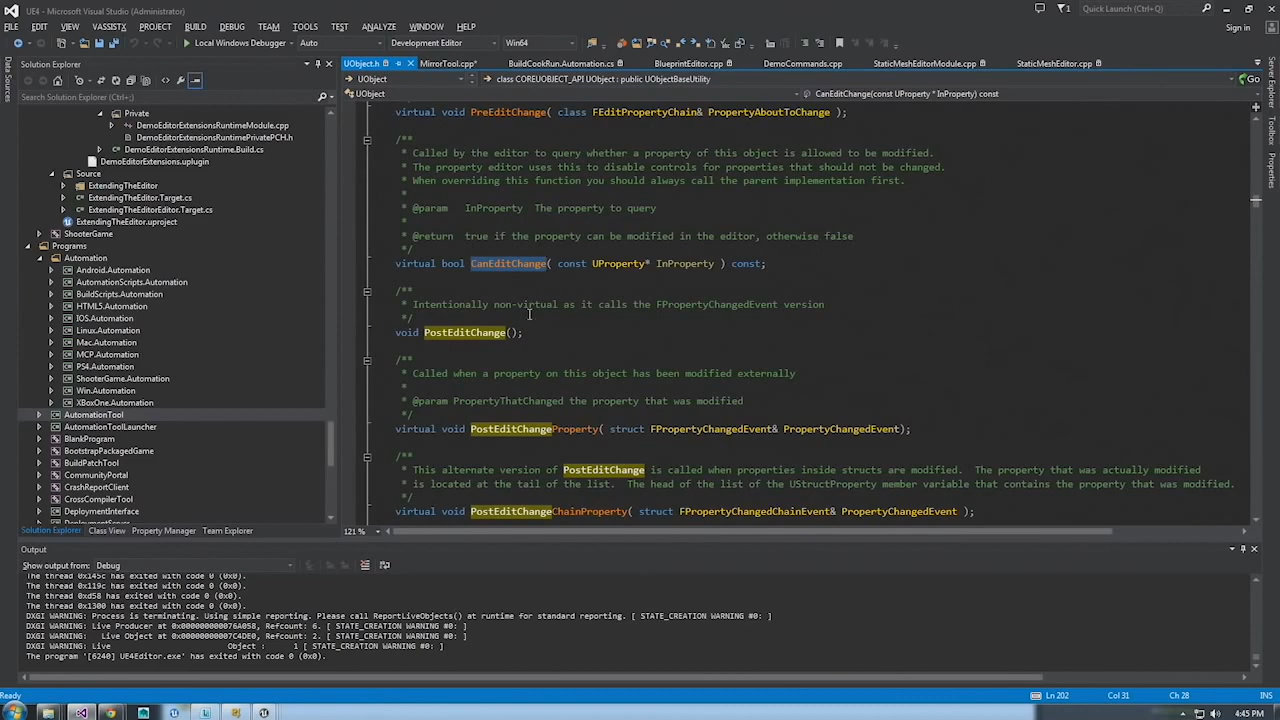 UE4 - Microsoft Visual Studio (Administrator)
Quick Launch (Ctrl+Q)
FILE EDIT VIEW VASSISTX PROJECT BUILD DEBUG TEAM TOOLS TEST ANALYZE WINDOW HELP
Sign in
Local Windows Debugger Auto Development Editor Win64
Solution Explorer
UObject.h MirrorTool.cpp* BuildCookRun.Automation.cs BlueprintEditor.cpp DemoCommands.cpp StaticMeshEditorModule.cpp StaticMeshEditor.cpp
UObject class COREUOBJECT_API UObject : public UObjectBaseUtility Go
UObject CanEditChange(const UProperty * InProperty) const
Search Solution Explorer (Ctrl+;)
Data Sources
Server Explorer
Toolbox
Properties
Private
DemoEditorExtensionsRuntimeModule.cpp
DemoEditorExtensionsRuntimePrivatePCH.h
DemoEditorExtensionsRuntime.Build.cs
DemoEditorExtensions.uplugin
Source
ExtendingTheEditor
ExtendingTheEditor.Target.cs
ExtendingTheEditorEditor.Target.cs
ExtendingTheEditor.uproject
ShooterGame
Programs
Automation
Android.Automation
AutomationScripts.Automation
BuildScripts.Automation
HTML5.Automation
IOS.Automation
Linux.Automation
Mac.Automation
MCP.Automation
PS4.Automation
ShooterGame.Automation
Win.Automation
XBoxOne.Automation
AutomationTool
AutomationToolLauncher
BlankProgram
BootstrapPackagedGame
BuildPatchTool
CommunityPortal
CrashReportClient
CrossCompilerTool
DeploymentInterface
DeploymentServer
Solution Explorer Class View Property Manager Team Explorer
virtual void PreEditChange( class FEditPropertyChain& PropertyAboutToChange );
/**
* Called by the editor to query whether a property of this object is allowed to be modified.
* The property editor uses this to disable controls for properties that should not be changed.
* When overriding this function you should always call the parent implementation first.
*
* @param InProperty The property to query
*
* @return true if the property can be modified in the editor, otherwise false
*/
virtual bool CanEditChange( const UProperty* InProperty ) const;
/**
* Intentionally non-virtual as it calls the FPropertyChangedEvent version
*/
void PostEditChange();
/**
* Called when a property on this object has been modified externally
*
* @param PropertyThatChanged the property that was modified
*/
virtual void PostEditChangeProperty( struct FPropertyChangedEvent& PropertyChangedEvent);
/**
* This alternate version of PostEditChange is called when properties inside structs are modified. The property that was actually modified
* is located at the tail of the list. The head of the list of the UStructProperty member variable that contains the property that was modified.
*/
virtual void PostEditChangeChainProperty( struct FPropertyChangedChainEvent& PropertyChangedEvent );
121 %
Output
Show output from: Debug
The thread 0x145c has exited with code 0 (0x0).
The thread 0x119c has exited with code 0 (0x0).
The thread 0xd58 has exited with code 0 (0x0).
The thread 0x1300 has exited with code 0 (0x0).
DXGI WARNING: Process is terminating. Using simple reporting. Please call ReportLiveObjects() at runtime for standard reporting. [ STATE_CREATION WARNING #0: ]
DXGI WARNING: Live Producer at 0x000000000076A058, Refcount: 6. [ STATE_CREATION WARNING #0: ]
DXGI WARNING: Live Object at 0x00000000007C4DE0, Refcount: 2. [ STATE_CREATION WARNING #0: ]
DXGI WARNING: Live Object : 1 [ STATE_CREATION WARNING #0: ]
The program '[6240] UE4Editor.exe' has exited with code 0 (0x0).
Ready Ln 202 Col 31 Ch 28 INS
4:45 PM